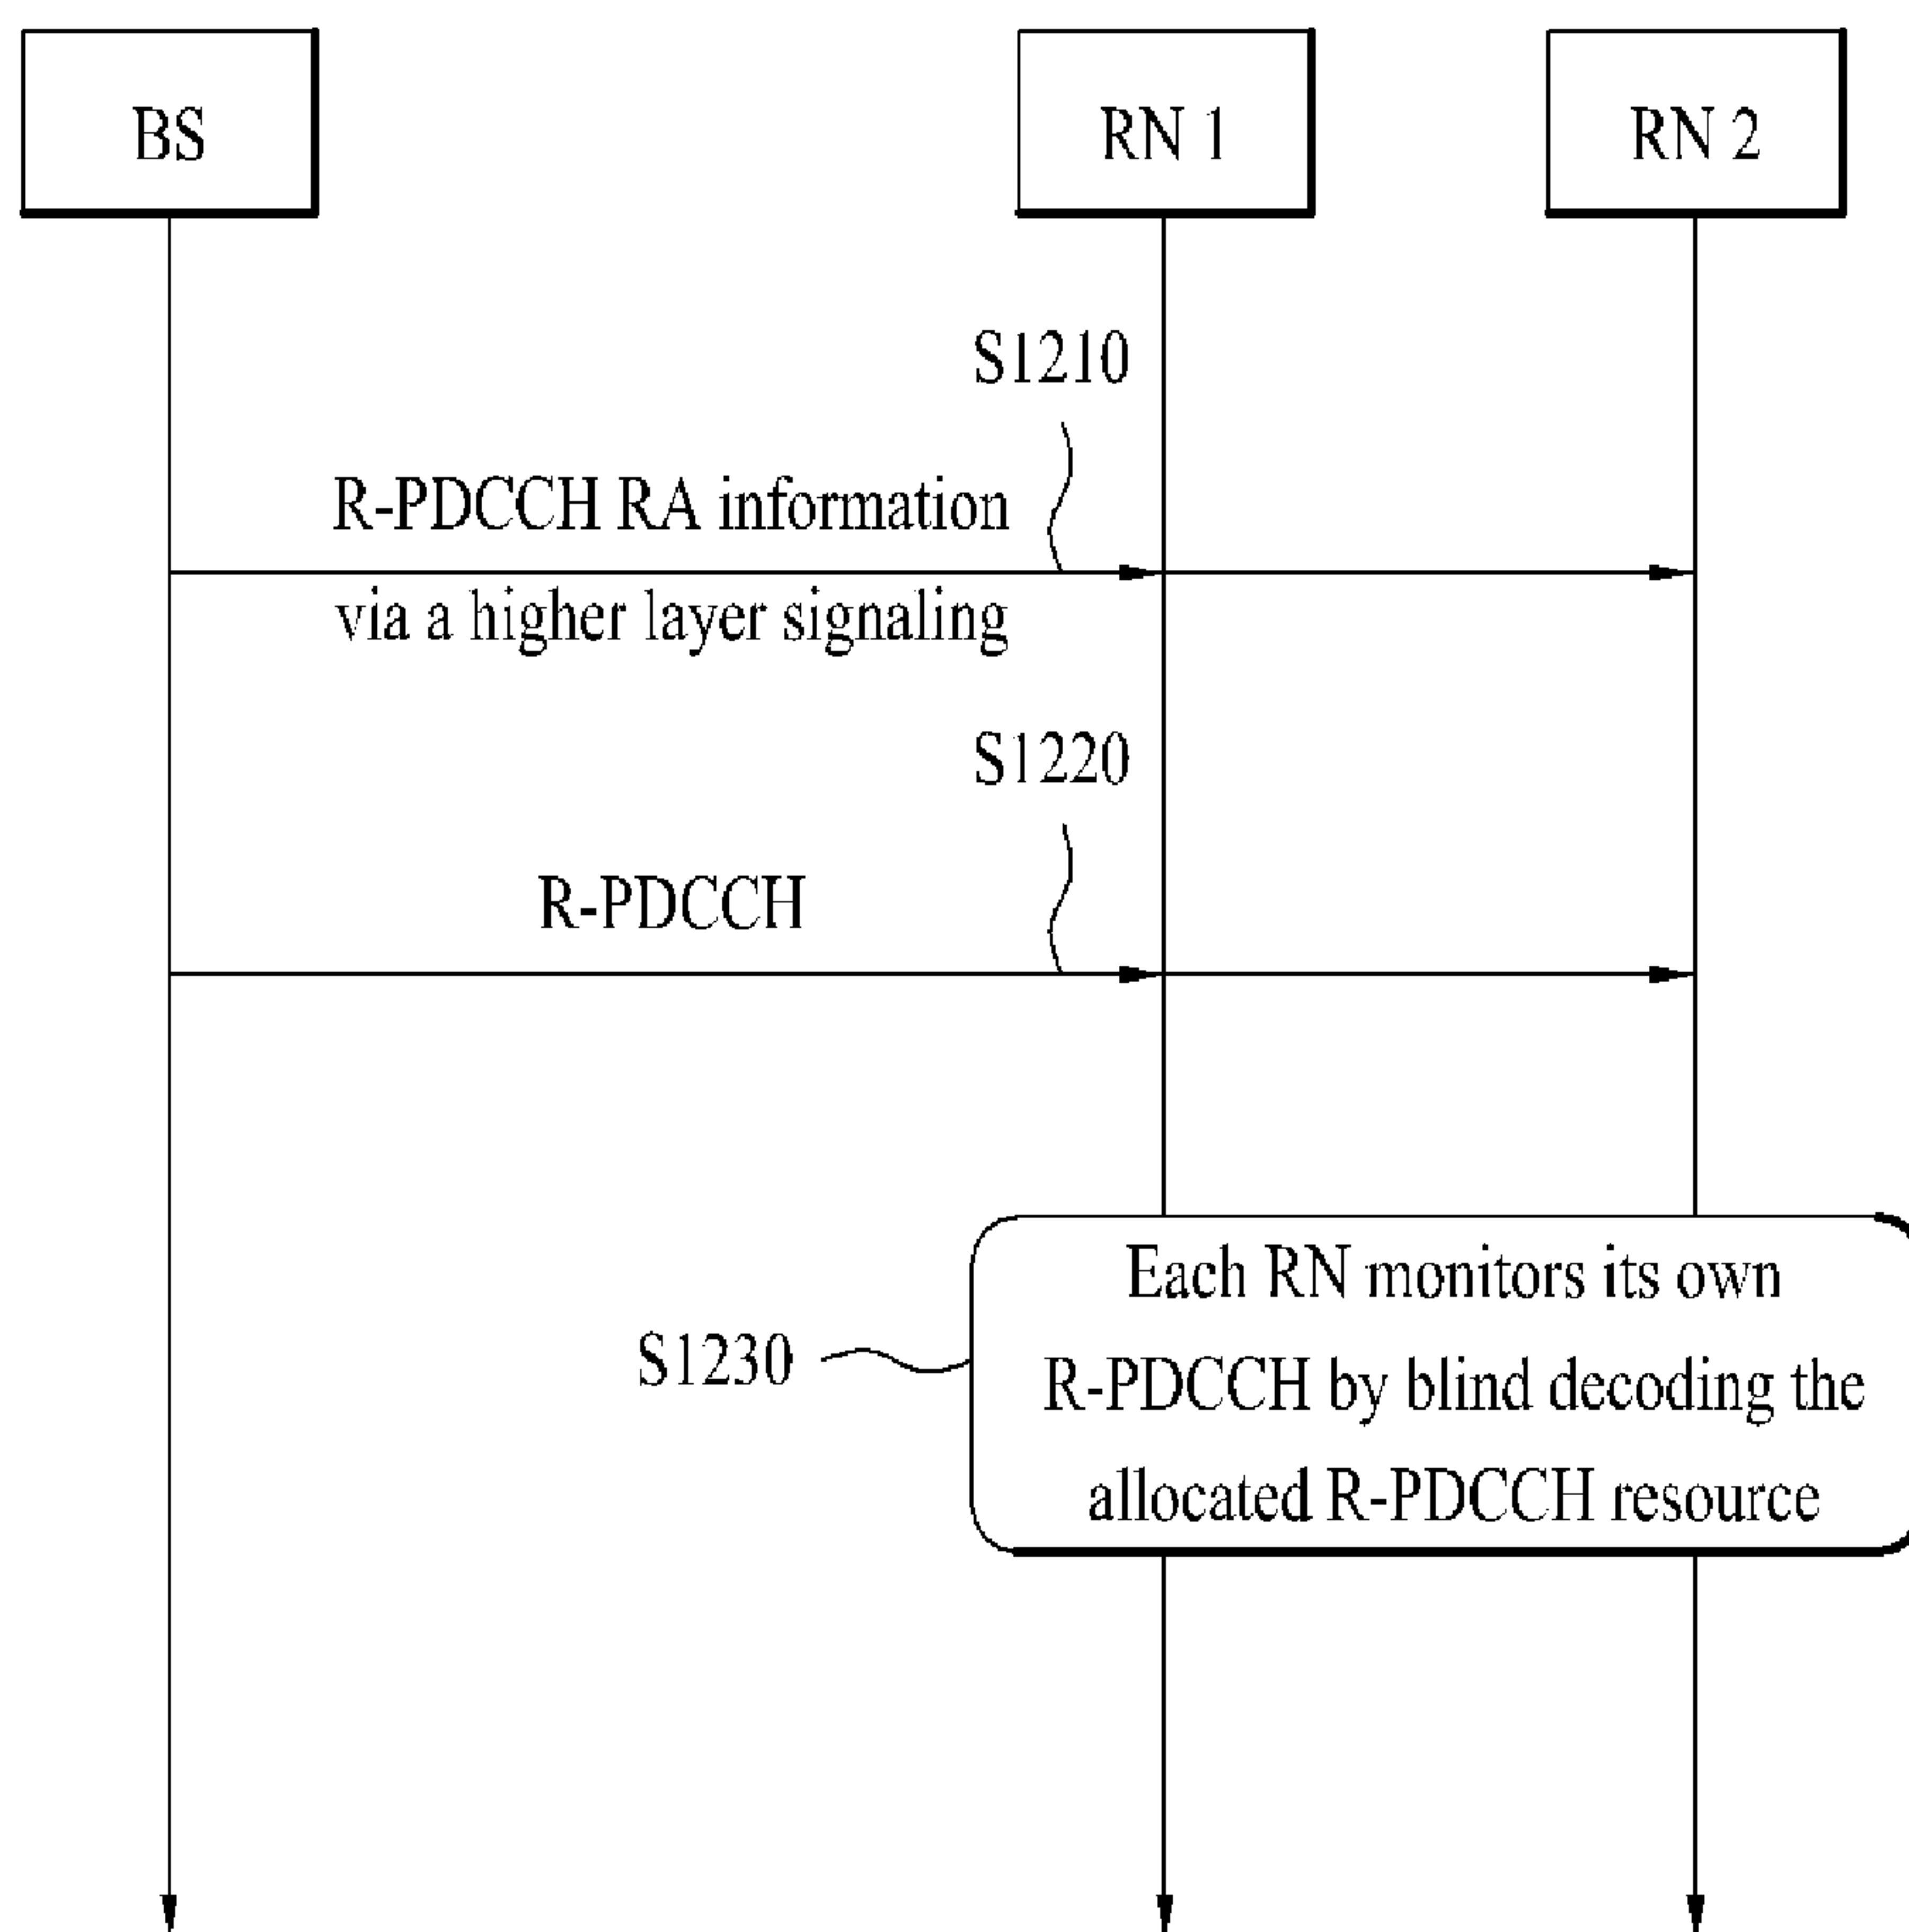 BS
RN 1
RN 2
S1210
R-PDCCH RA information
via a higher layer signaling
S1220
R-PDCCH
Each RN monitors its own
R-PDCCH by blind decoding the
allocated R-PDCCH resource
S1230